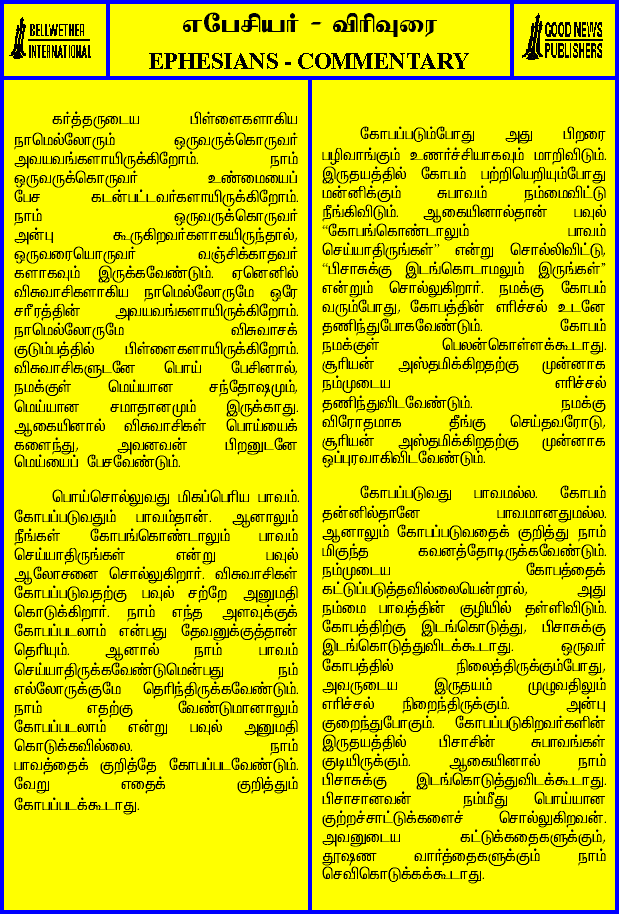 BELLWETHER
INTERNATIONAL
எபேசியர் - விரிவுரை
EPHESIANS - COMMENTARY
GOOD NEWS
PUBLISHERS
கர்த்தருடைய பிள்ளைகளாகிய
நாமெல்லோரும் ஒருவருக்கொருவர்
அவயவங்களாயிருக்கிறோம். நாம்
ஒருவருக்கொருவர் உண்மையைப்
பேச கடன்பட்டவர்களாயிருக்கிறோம்.
நாம் ஒருவருக்கொருவர்
அன்பு கூருகிறவர்களாகயிருந்தால்,
ஒருவரையொருவர் வஞ்சிக்காதவர்
களாகவும் இருக்கவேண்டும். ஏனெனில்
விசுவாசிகளாகிய நாமெல்லோருமே ஒரே
சரீரத்தின் அவயவங்களாயிருக்கிறோம்.
நாமெல்லோருமே விசுவாசக்
குடும்பத்தில் பிள்ளைகளாயிருக்கிறோம்.
விசுவாசிகளுடனே பொய் பேசினால்,
நமக்குள் மெய்யான சந்தோஷமும்,
மெய்யான சமாதானமும் இருக்காது.
ஆகையினால் விசுவாசிகள் பொய்யைக்
களைந்து, அவனவன் பிறனுடனே
மெய்யைப் பேசவேண்டும்.
பொய்சொல்லுவது மிகப்பெரிய பாவம்.
கோபப்படுவதும் பாவம்தான். ஆனாலும்
நீங்கள் கோபங்கொண்டாலும் பாவம்
செய்யாதிருங்கள் என்று பவுல்
ஆலோசனை சொல்லுகிறார். விசுவாசிகள்
கோபப்படுவதற்கு பவுல் சற்றே அனுமதி
கொடுக்கிறார். நாம் எந்த அளவுக்குக்
கோபப்படலாம் என்பது தேவனுக்குத்தான்
தெரியும். ஆனால் நாம் பாவம்
செய்யாதிருக்கவேண்டுமென்பது நம்
எல்லோருக்குமே தெரிந்திருக்கவேண்டும்.
நாம் எதற்கு வேண்டுமானாலும்
கோபப்படலாம் என்று பவுல் அனுமதி
கொடுக்கவில்லை. நாம்
பாவத்தைக் குறித்தே கோபப்படவேண்டும்.
வேறு எதைக் குறித்தும்
கோபப்படக்கூடாது.
கோபப்படும்போது அது பிறரை
பழிவாங்கும் உணர்ச்சியாகவும் மாறிவிடும்.
இருதயத்தில் கோபம் பற்றியெறியும்போது
மன்னிக்கும் சுபாவம் நம்மைவிட்டு
நீங்கிவிடும். ஆகையினால்தான் பவுல்
“கோபங்கொண்டாலும் பாவம்
செய்யாதிருங்கள்” என்று சொல்லிவிட்டு,
“பிசாசுக்கு இடங்கொடாமலும் இருங்கள்”
என்றும் சொல்லுகிறார். நமக்கு கோபம்
வரும்போது, கோபத்தின் எரிச்சல் உடனே
தணிந்துபோகவேண்டும். கோபம்
நமக்குள் பெலன்கொள்ளக்கூடாது.
சூரியன் அஸ்தமிக்கிறதற்கு முன்னாக
நம்முடைய எரிச்சல்
தணிந்துவிடவேண்டும். நமக்கு
விரோதமாக தீங்கு செய்தவரோடு,
சூரியன் அஸ்தமிக்கிறதற்கு முன்னாக
ஒப்புரவாகிவிடவேண்டும்.
கோபப்படுவது பாவமல்ல. கோபம்
தன்னில்தானே பாவமானதுமல்ல.
ஆனாலும் கோபப்படுவதைக் குறித்து நாம்
மிகுந்த கவனத்தோடிருக்கவேண்டும்.
நம்முடைய கோபத்தைக்
கட்டுப்படுத்தவில்லையென்றால், அது
நம்மை பாவத்தின் குழியில் தள்ளிவிடும்.
கோபத்திற்கு இடங்கொடுத்து, பிசாசுக்கு
இடங்கொடுத்துவிடக்கூடாது. ஒருவர்
கோபத்தில் நிலைத்திருக்கும்போது,
அவருடைய இருதயம் முழுவதிலும்
எரிச்சல் நிறைந்திருக்கும். அன்பு
குறைந்துபோகும். கோபப்படுகிறவர்களின்
இருதயத்தில் பிசாசின் சுபாவங்கள்
குடியிருக்கும். ஆகையினால் நாம்
பிசாசுக்கு இடங்கொடுத்துவிடக்கூடாது.
பிசாசானவன் நம்மீது பொய்யான
குற்றச்சாட்டுக்களைச் சொல்லுகிறவன்.
அவனுடைய கட்டுக்கதைகளுக்கும்,
தூஷண வார்த்தைகளுக்கும் நாம்
செவிகொடுக்கக்கூடாது.